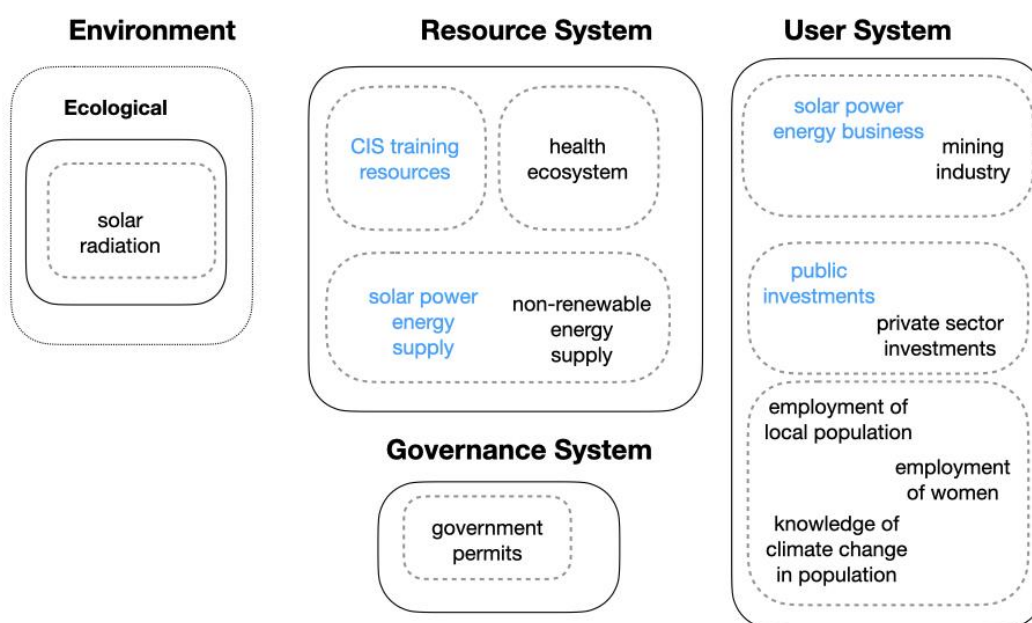 Environment
Ecological
solar
radiation
Resource System
CIS training
resources
health
ecosystem
solar power
energy
supply
non-renewable
energy
supply
Governance System
government
permits
User System
solar power
energy business
mining
industry
public
investments
private sector
investments
employment of
local population
employment
of women
knowledge of
climate change
in population